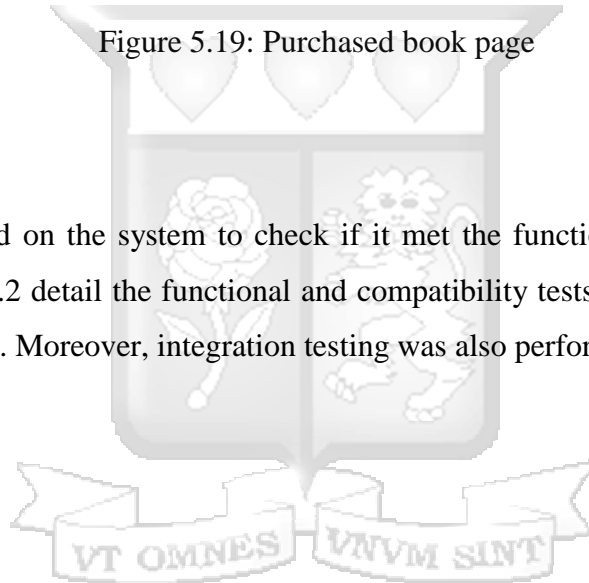 Figure 5.19: Purchased book page
d on the system to check if it met the functi
.2 detail the functional and compatibility tests
. Moreover, integration testing was also perfor
VT OMNES VNVM SINT